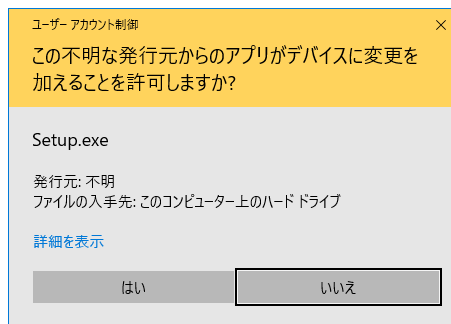 ユーザー アカウント制御
この不明な発行元からのアプリがデバイスに変更を
加えることを許可しますか?
Setup.exe
発行元: 不明
ファイルの入手先: このコンピューター上のハード ドライブ
詳細を表示
はい
いいえ